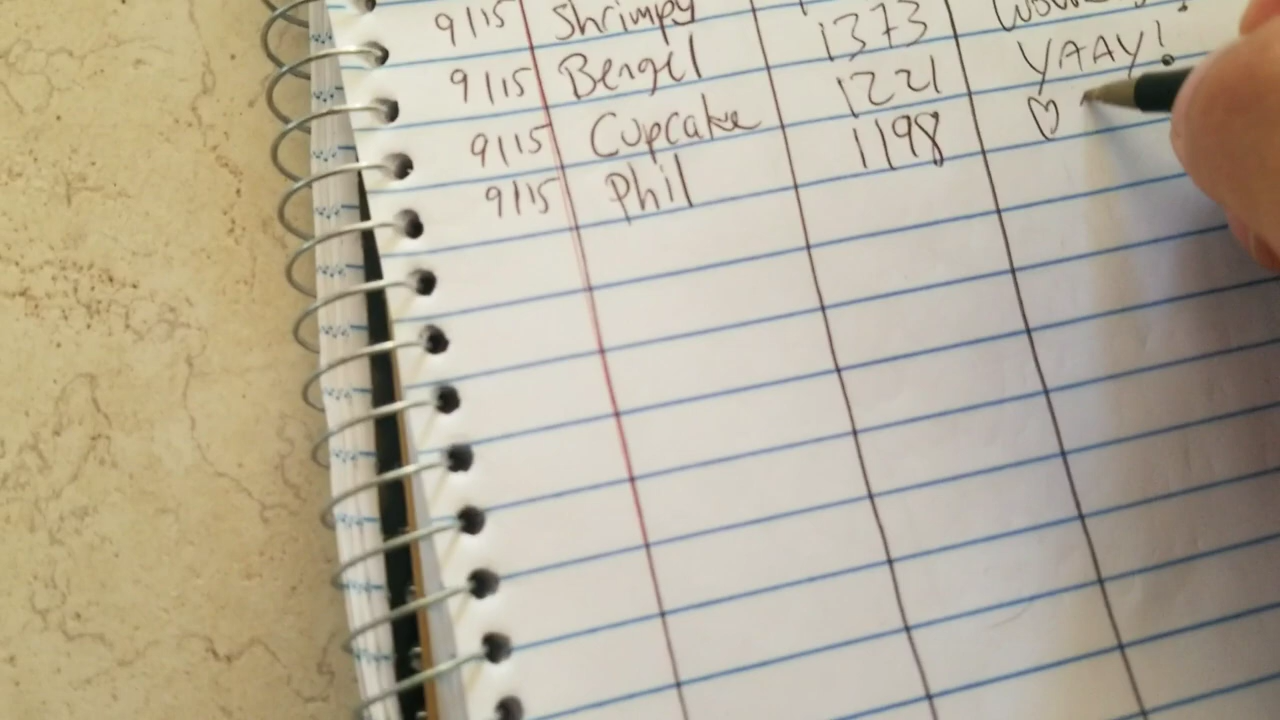 9/15 Shrimpy
9/15 Bengel 1373
9/15 Cupcake 1221 YAAY!
9/15 Phil 1198 ♡